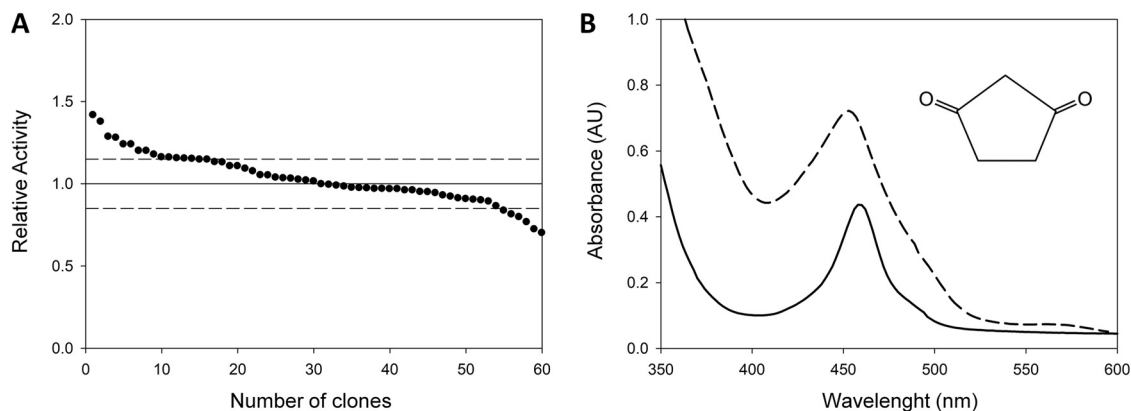 A
2.0
1.5
1.0
0.5
0.0
Relative Activity
0 10 20 30 40 50 60
Number of clones
B
1.0
0.8
0.6
0.4
0.2
0.0
Absorbance (AU)
O O
350 400 450 500 550 600
Wavelenght (nm)